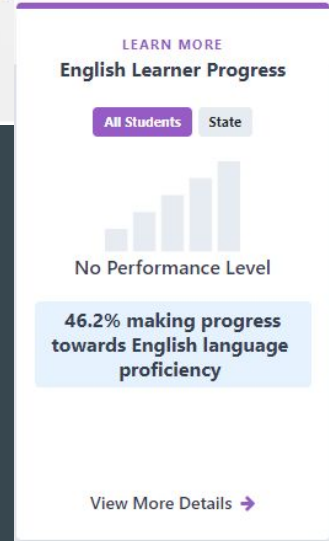 LEARN MORE
English Learner Progress
All Students State
No Performance Level
46.2% making progress
towards English language
proficiency
View More Details →